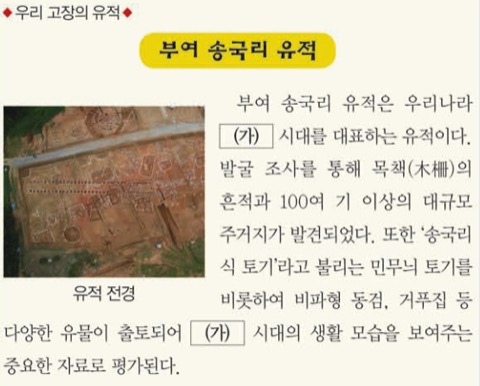 ◆우리 고장의 유적◆
부여 송국리 유적
부여 송국리 유적은 우리나라
(가) 시대를 대표하는 유적이다.
발굴 조사를 통해 목책(木柵)의
흔적과 100여 기 이상의 대규모
주거지가 발견되었다. 또한 ‘송국리
식 토기’라고 불리는 민무늬 토기를
비롯하여 비파형 동검, 거푸집 등
유적 전경
다양한 유물이 출토되어 (가) 시대의 생활 모습을 보여주는
중요한 자료로 평가된다.